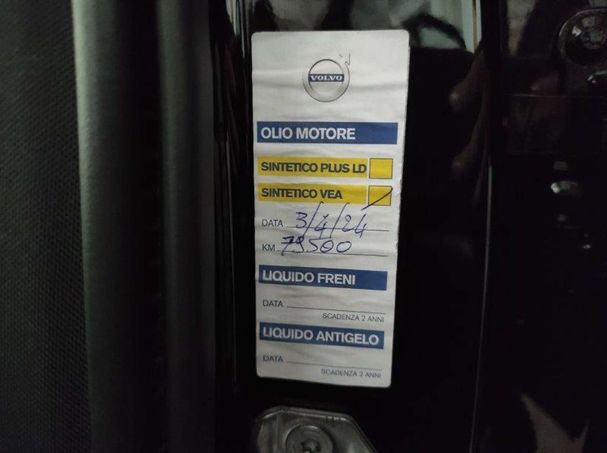 VOLVO
OLIO MOTORE
SINTETICO PLUS LD
SINTETICO VEA
DATA 3/4/24
KM 79500
LIQUIDO FRENI
DATA
SCADENZA 2 ANNI
LIQUIDO ANTIGELO
DATA
SCADENZA 2 ANNI